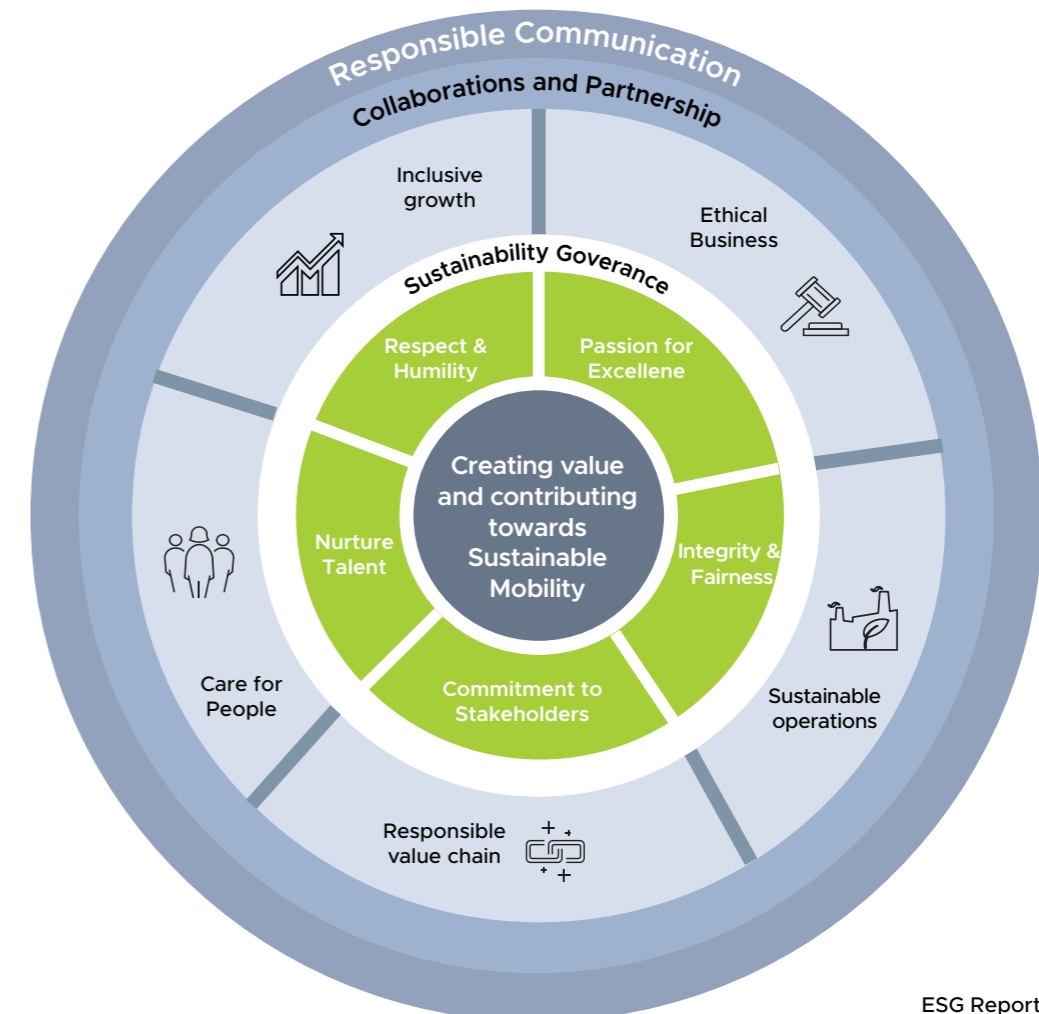 Responsible Communication
Collaborations and Partnership
Inclusive
growth
Ethical
Business
Sustainability Goverance
Respect &
Humility
Passion for
Excellene
Creating value
and contributing
towards
Sustainable
Mobility
Nurture
Talent
Integrity &
Fairness
Care for
People
Commitment to
Stakeholders
Sustainable
operations
Responsible
value chain
ESG Report